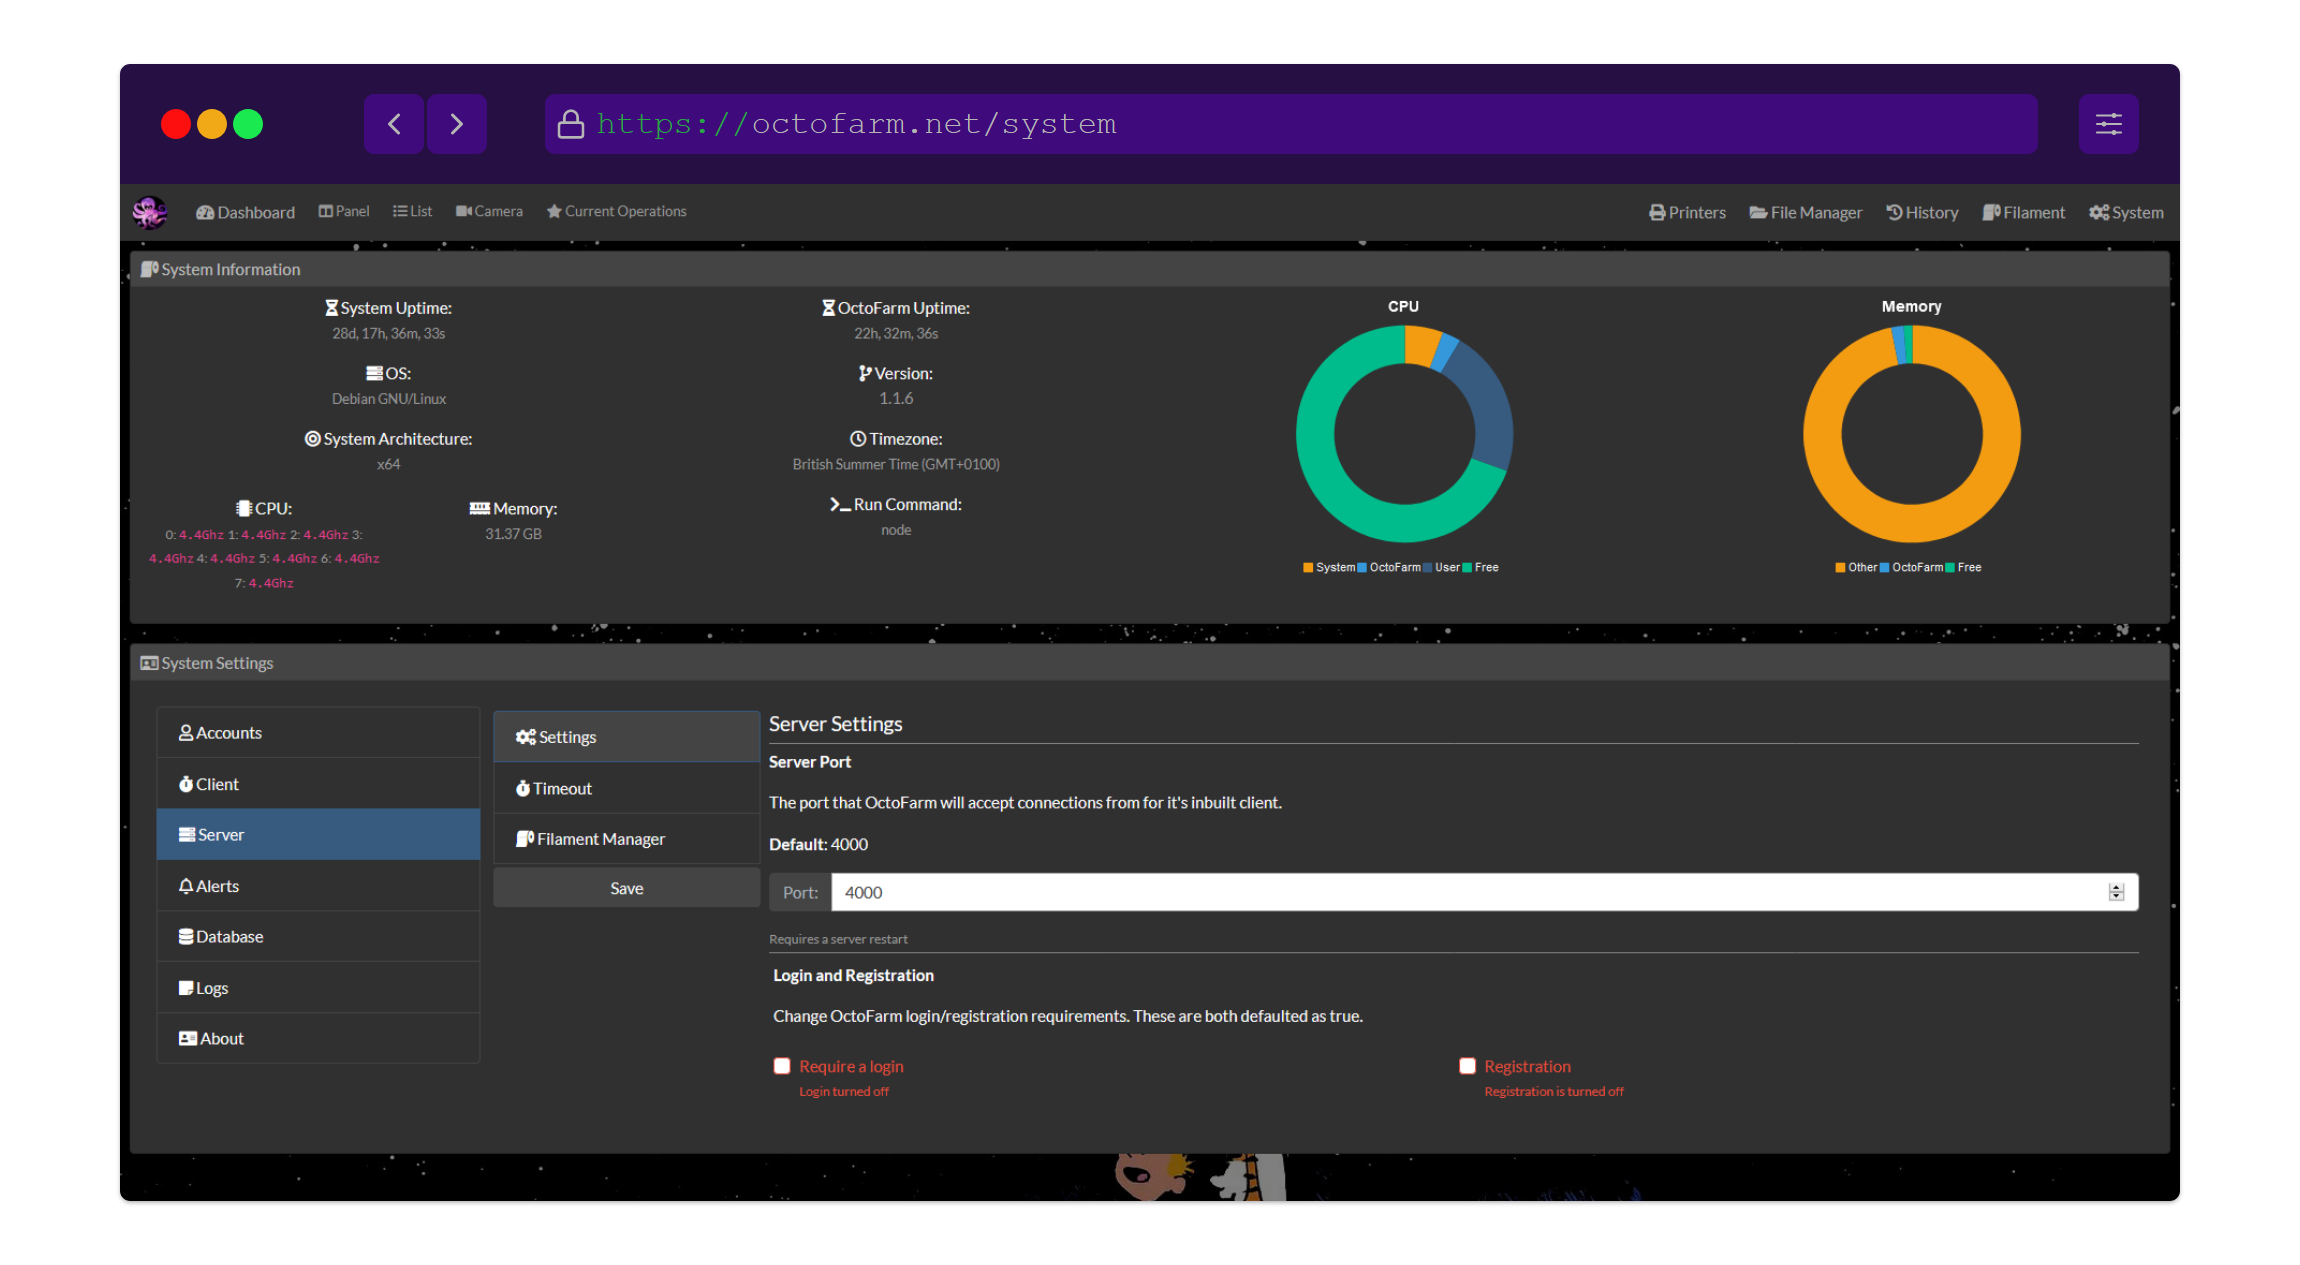 https://octofarm.net/system
Dashboard Panel List Camera Current Operations Printers File Manager History Filament System
System Information
System Uptime:
28d, 17h, 36m, 33s
OS:
Debian GNU/Linux
System Architecture:
x64
CPU:
0: 4.4Ghz 1: 4.4Ghz 2: 4.4Ghz 3:
4.4Ghz 4: 4.4Ghz 5: 4.4Ghz 6: 4.4Ghz
7: 4.4Ghz
Memory:
31.37 GB
OctoFarm Uptime:
22h, 32m, 36s
Version:
1.1.6
Timezone:
British Summer Time (GMT+0100)
Run Command:
node
CPU
System OctoFarm User Free
Memory
Other OctoFarm Free
System Settings
Accounts
Client
Server
Alerts
Database
Logs
About
Settings
Timeout
Filament Manager
Save
Server Settings
Server Port
The port that OctoFarm will accept connections from for it's inbuilt client.
Default: 4000
Port: 4000
Requires a server restart
Login and Registration
Change OctoFarm login/registration requirements. These are both defaulted as true.
Require a login
Login turned off
Registration
Registration is turned off